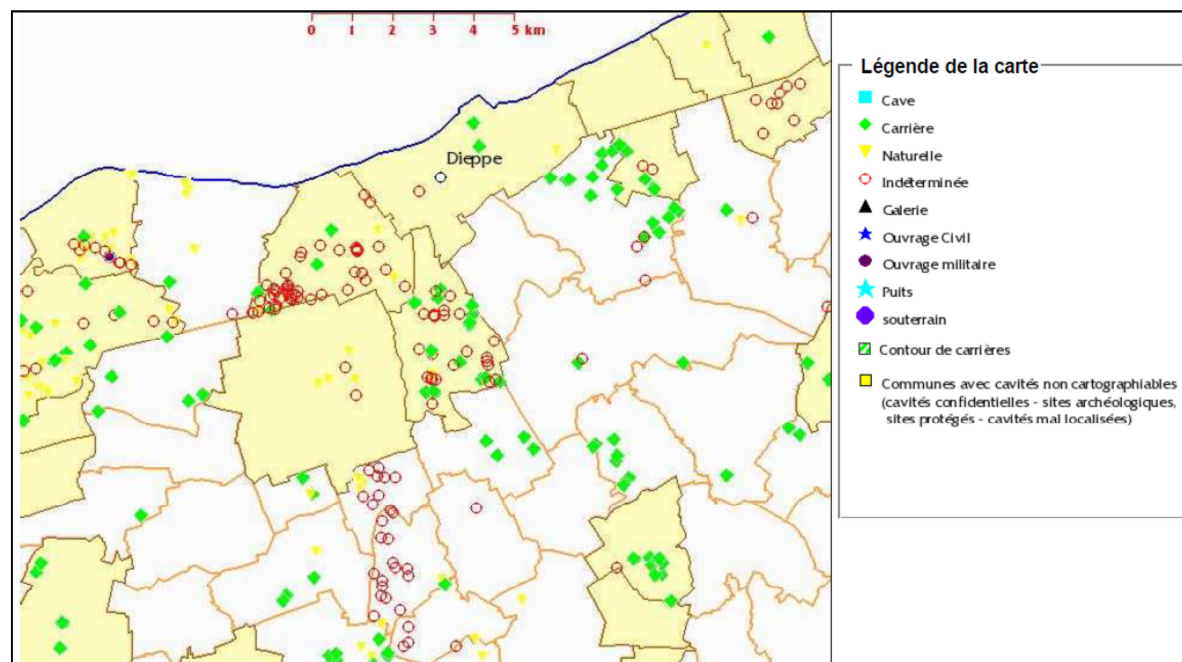 0 1 2 3 4 5 km
Dieppe
Légende de la carte
Cave
Carrière
Naturelle
Indéterminée
Galerie
Ouvrage Civil
Ouvrage militaire
Puits
souterrain
Contour de carrières
Communes avec cavités non cartographiables
(cavités confidentielles - sites archéologiques,
sites protégés - cavités mal localisées)